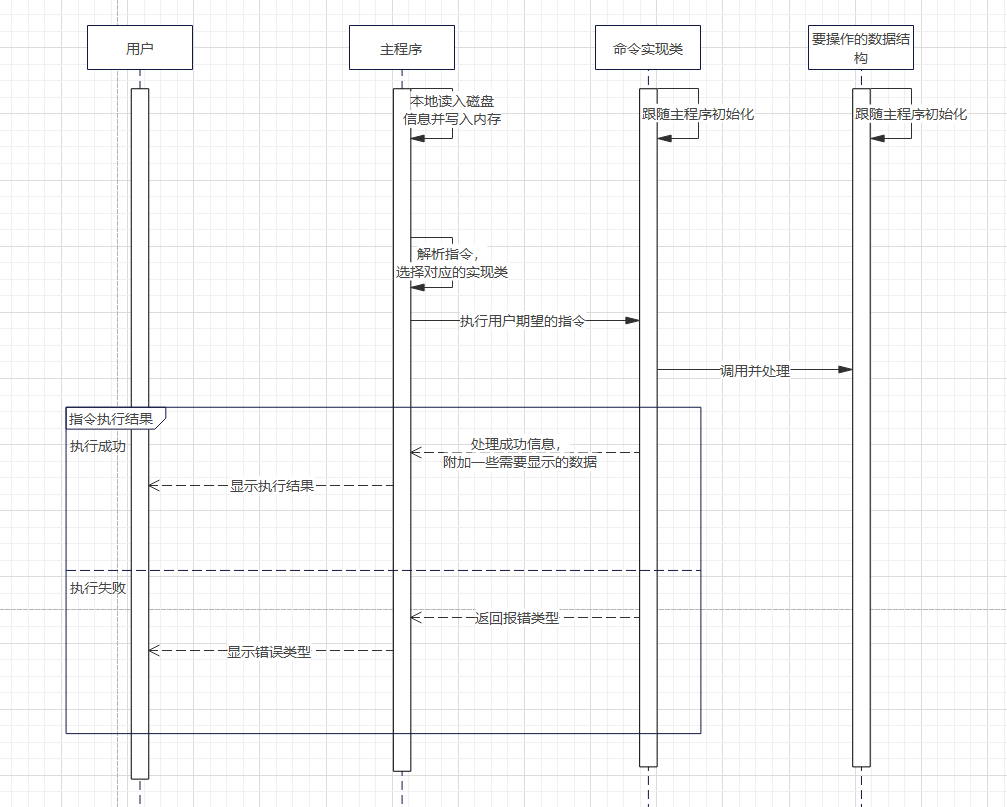 用户
主程序
命令实现类
要操作的数据结
构
本地读入磁盘
信息并写入内存
跟随主程序初始化
跟随主程序初始化
解析指令，
选择对应的实现类
执行用户期望的指令
调用并处理
指令执行结果
执行成功
处理成功信息，
附加一些需要显示的数据
显示执行结果
执行失败
返回报错类型
显示错误类型